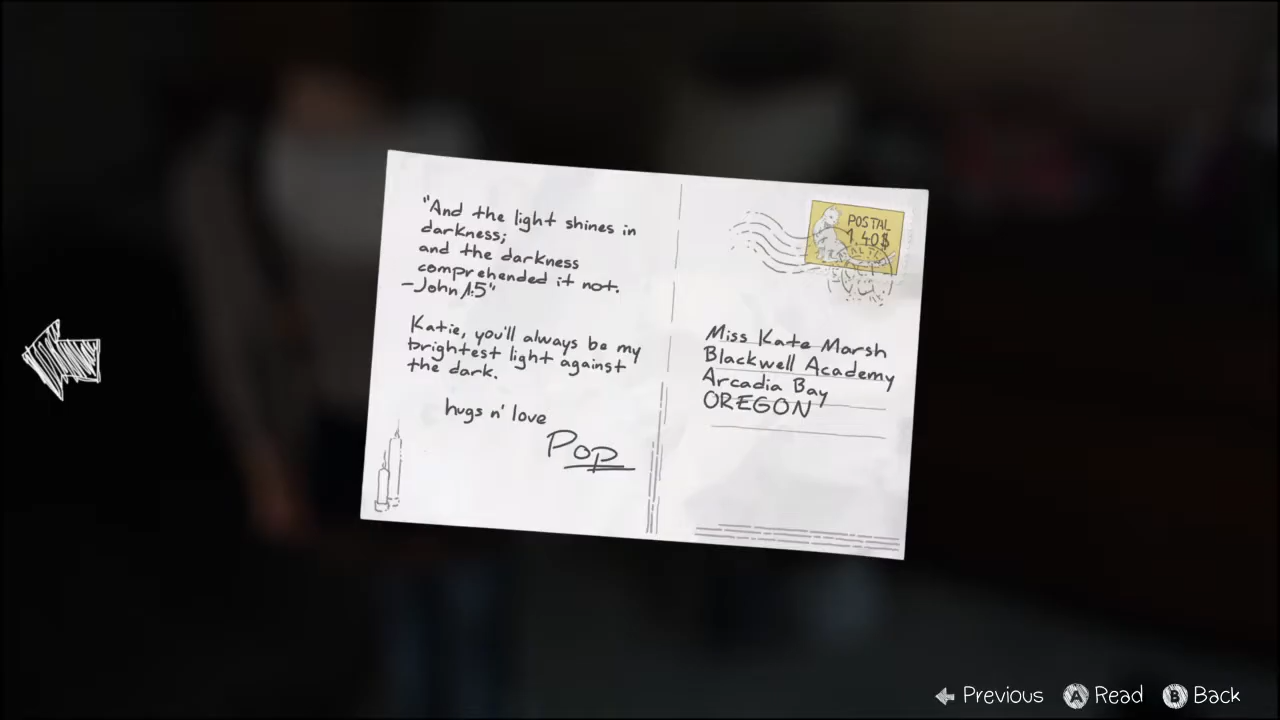 "And the light shines in
darkness;
and the darkness
comprehended it not.
-John 1:5"
Katie, you'll always be my
brightest light against
the dark.
hugs n' love
Pop
POSTAL
1.40$
Miss Kate Marsh
Blackwell Academy
Arcadia Bay
OREGON
Previous
A Read
B Back